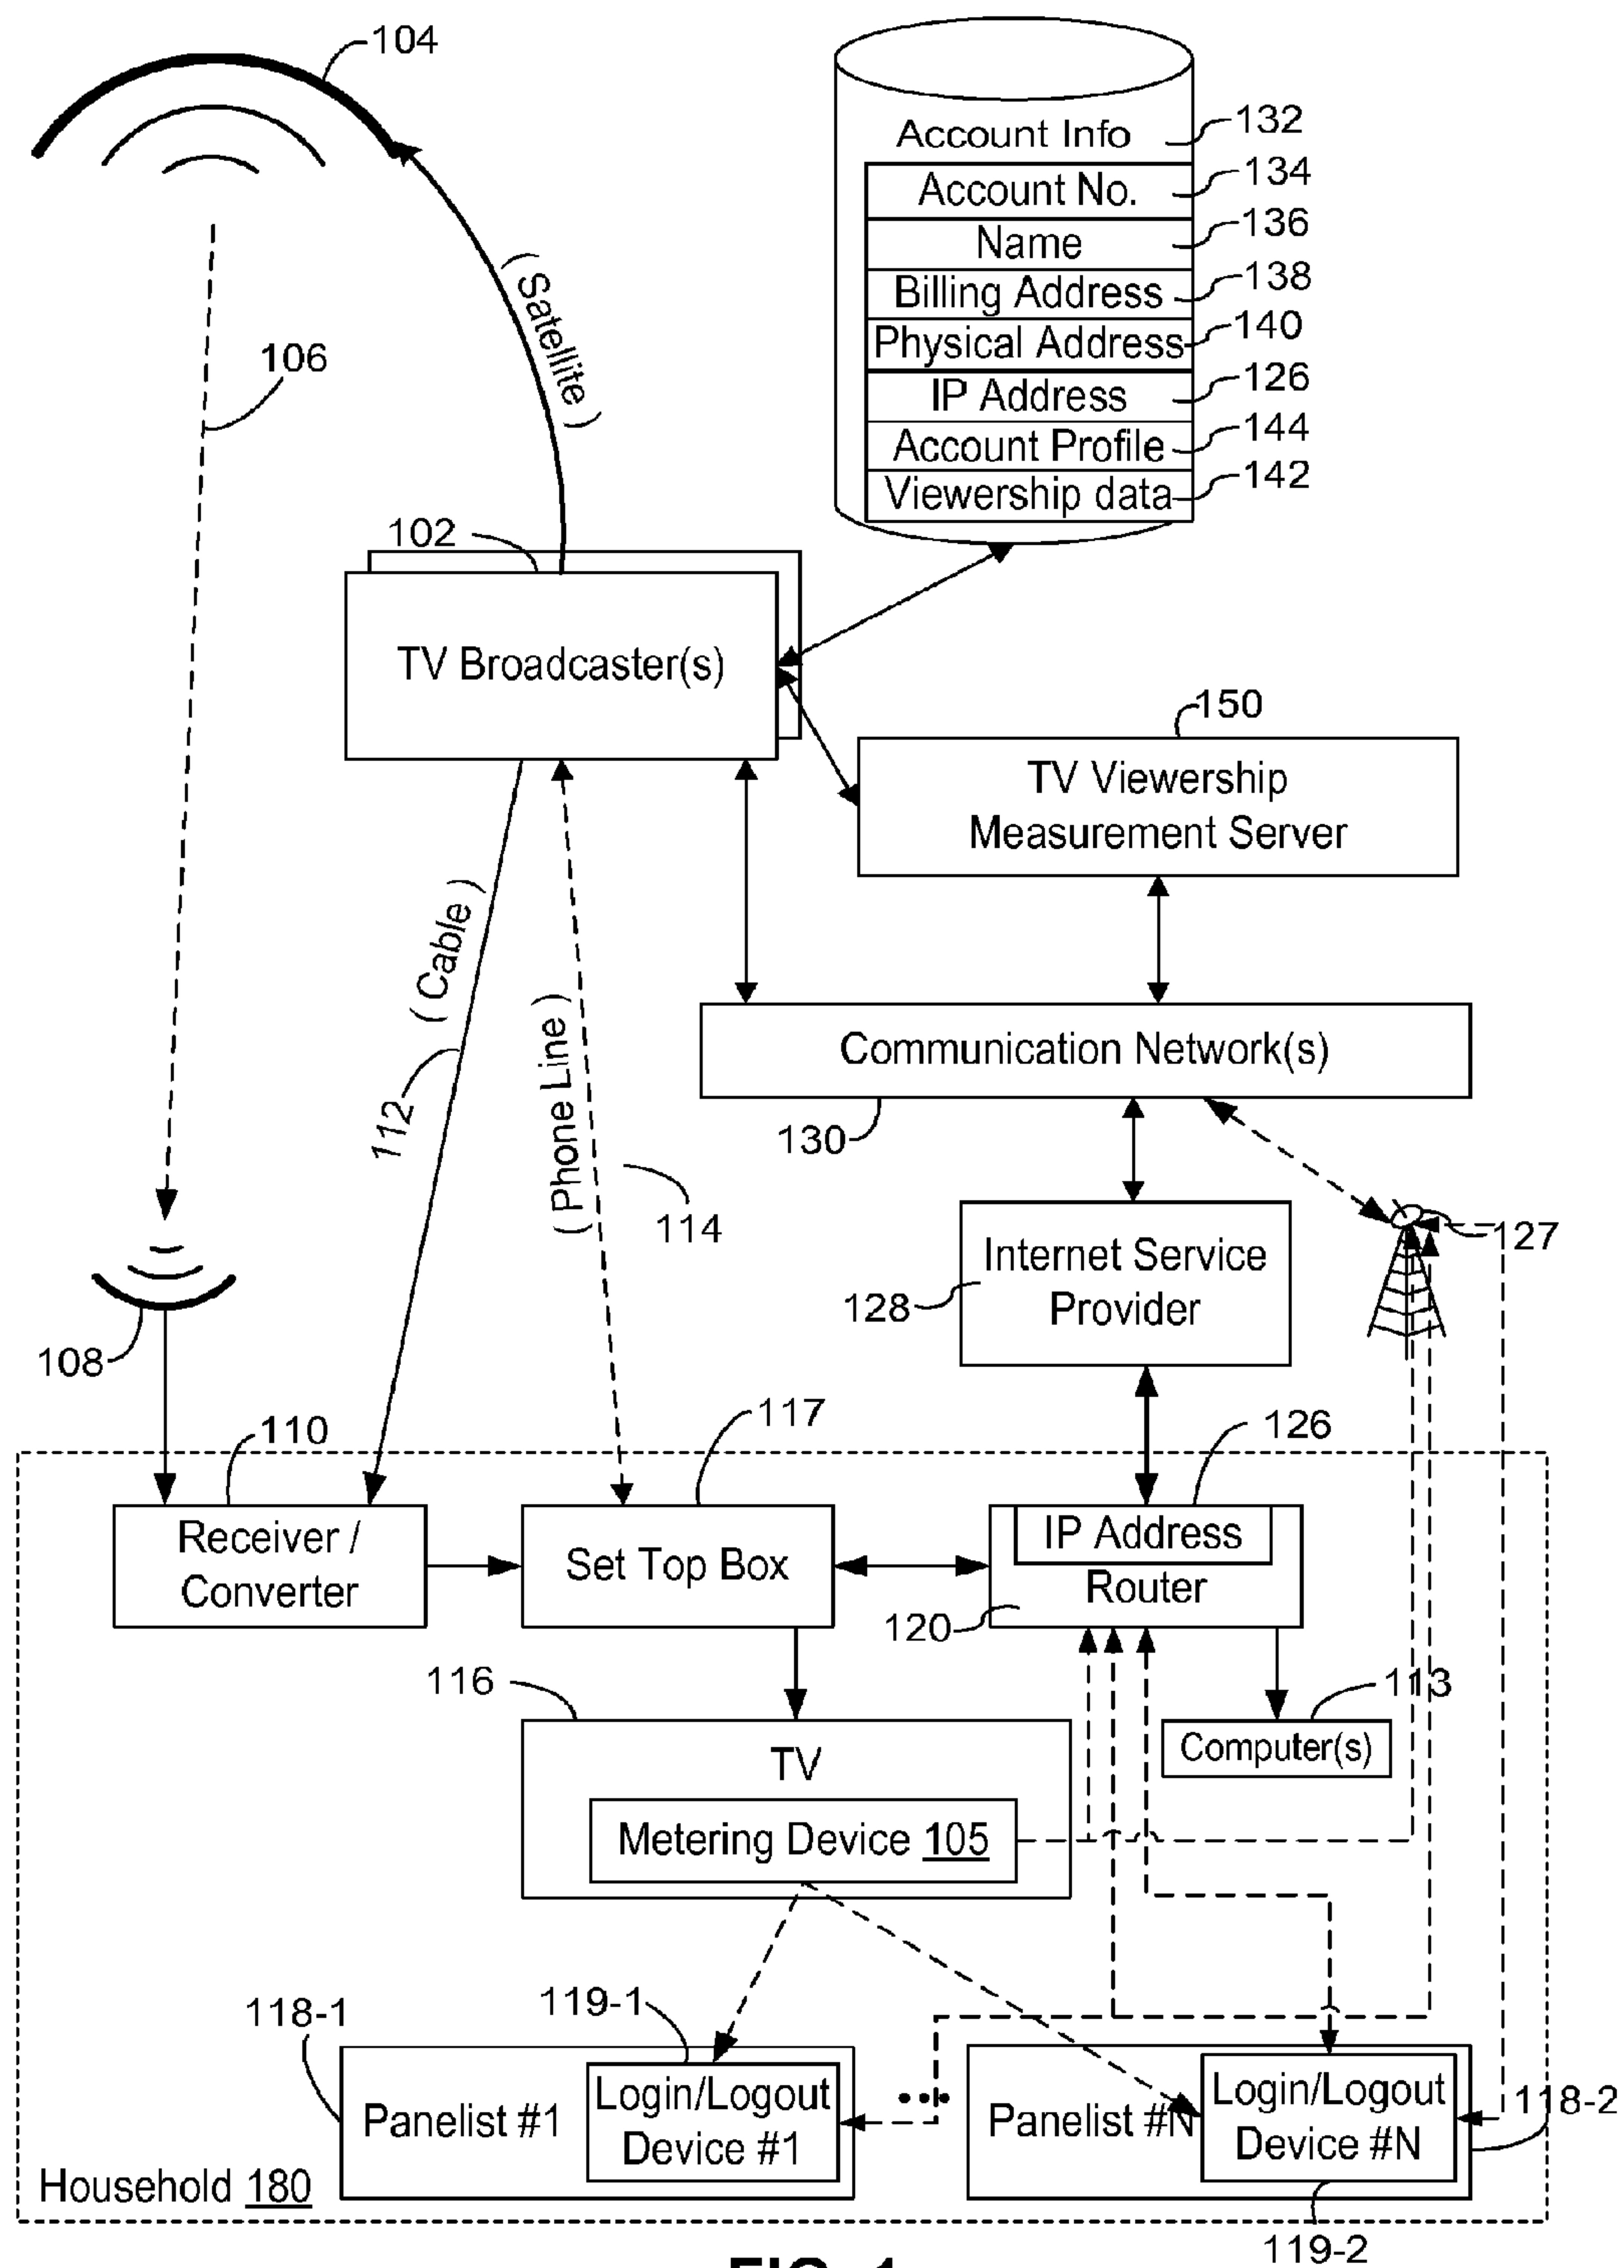 104
Account Info
132
Account No.
134
Name
136
Billing Address
138
Physical Address
140
IP Address
126
Account Profile
144
Viewership data
142
( Satellite )
106
102
TV Broadcaster(s)
150
TV Viewership
Measurement Server
( Cable )
112
( Phone Line )
114
Communication Network(s)
130
Internet Service
Provider
128
127
108
110
117
126
Receiver /
Converter
Set Top Box
IP Address
Router
120
116
113
TV
Computer(s)
Metering Device 105
118-1
119-1
Panelist #1
Login/Logout
Device #1
•••
Panelist #N
Login/Logout
Device #N
118-2
Household 180
119-2
FIG. 1